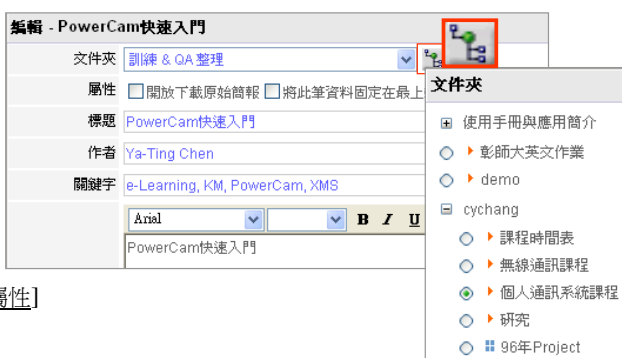 編輯 - PowerCam快速入門
文件夾 訓練 & QA 整理
屬性 開放下載原始簡報 將此筆資料固定在最上
標題 PowerCam快速入門
作者 Ya-Ting Chen
關鍵字 e-Learning, KM, PowerCam, XMS
Arial B I U
PowerCam快速入門
屬性]
文件夾
使用手冊與應用簡介
彰師大英文作業
demo
cychang
課程時間表
無線通訊課程
個人通訊系統課程
研究
96年Project